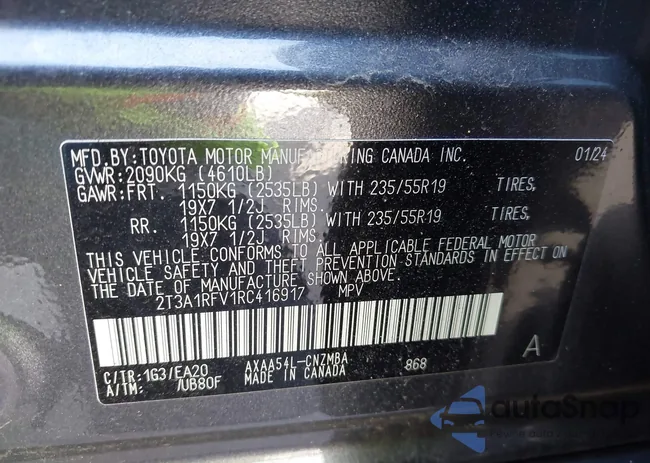 MFD.BY:TOYOTA MOTOR MANUFACTURING CANADA INC. 01/24
GVWR:2090KG (4610LB)
GAWR:FRT. 1150KG (2535LB) WITH 235/55R19 TIRES,
19X7 1/2J RIMS.
RR. 1150KG (2535LB) WITH 235/55R19 TIRES,
19X7 1/2J RIMS.
THIS VEHICLE CONFORMS TO ALL APPLICABLE FEDERAL MOTOR
VEHICLE SAFETY AND THEFT PREVENTION STANDARDS IN EFFECT ON
THE DATE OF MANUFACTURE SHOWN ABOVE.
2T3A1RFV1RC416917 MPV
A
C/TR:1G3/EA20 AXAA54L-CNZMBA 868
A/TM: /UB80F MADE IN CANADA
autoSnap